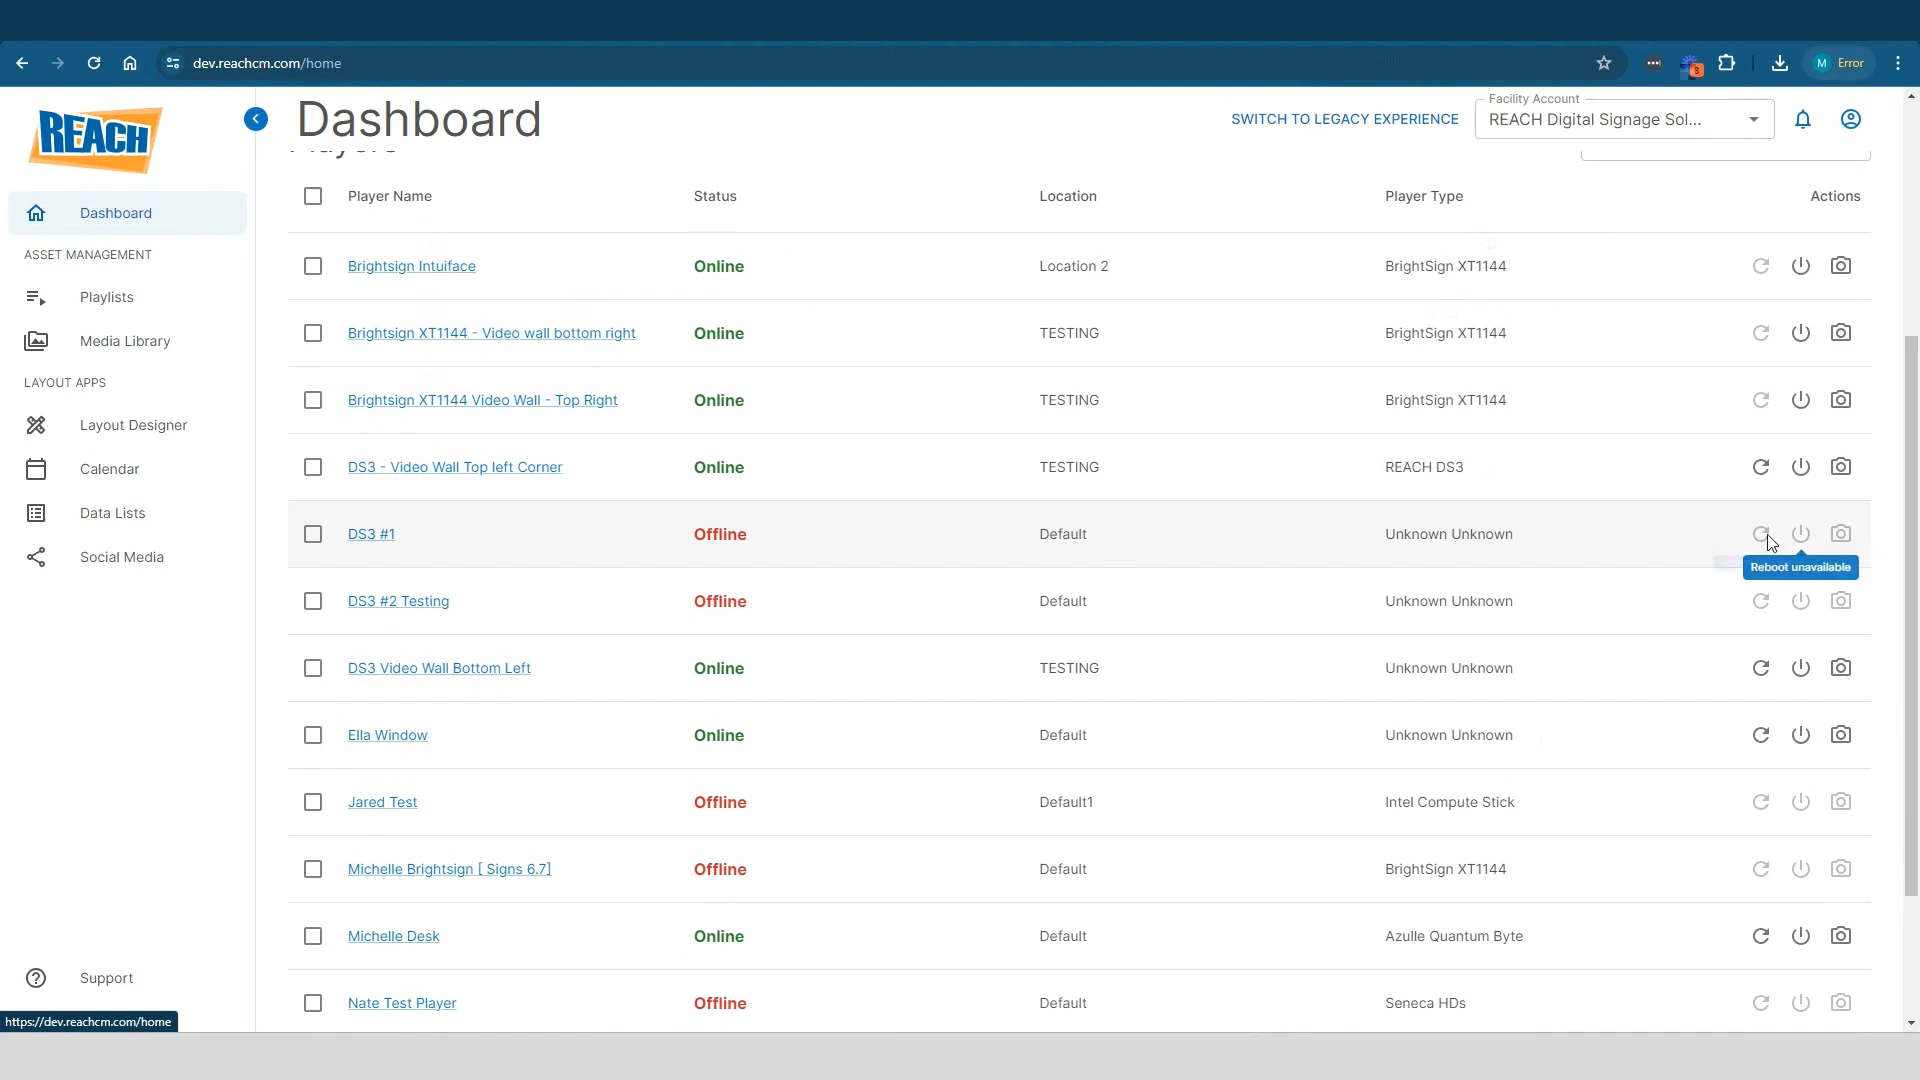 dev.reachcm.com/home
3
M Error
REACH
Dashboard
SWITCH TO LEGACY EXPERIENCE
Facility Account
REACH Digital Signage Sol...
Dashboard
ASSET MANAGEMENT
Playlists
Media Library
LAYOUT APPS
Layout Designer
Calendar
Data Lists
Social Media
Support
https://dev.reachcm.com/home
Players
Player Name Status Location Player Type Actions
Brightsign Intuiface Online Location 2 BrightSign XT1144
Brightsign XT1144 - Video wall bottom right Online TESTING BrightSign XT1144
Brightsign XT1144 Video Wall - Top Right Online TESTING BrightSign XT1144
DS3 - Video Wall Top left Corner Online TESTING REACH DS3
DS3 #1 Offline Default Unknown Unknown
Reboot unavailable
DS3 #2 Testing Offline Default Unknown Unknown
DS3 Video Wall Bottom Left Online TESTING Unknown Unknown
Ella Window Online Default Unknown Unknown
Jared Test Offline Default1 Intel Compute Stick
Michelle Brightsign [ Signs 6.7] Offline Default BrightSign XT1144
Michelle Desk Online Default Azulle Quantum Byte
Nate Test Player Offline Default Seneca HDs